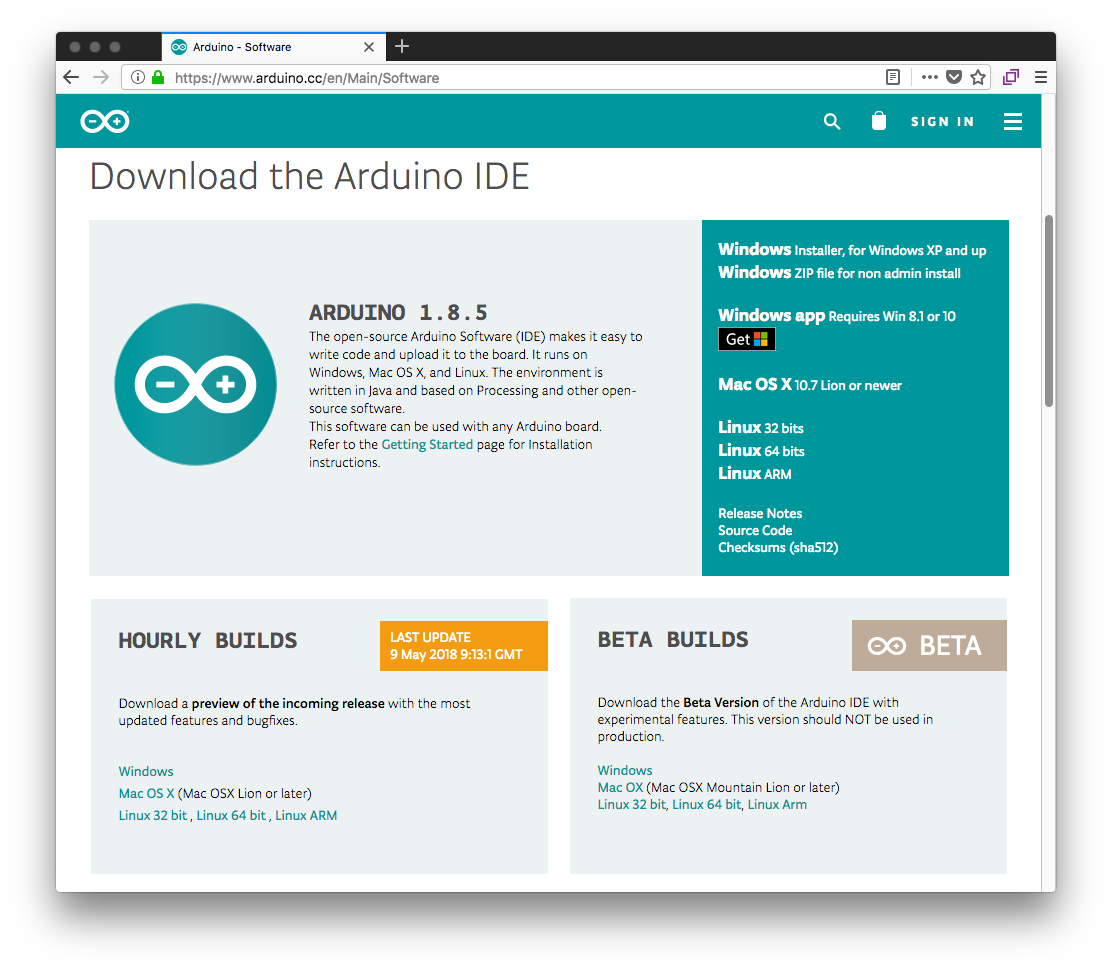 Arduino - Software
https://www.arduino.cc/en/Main/Software
SIGN IN
Download the Arduino IDE
ARDUINO 1.8.5
The open-source Arduino Software (IDE) makes it easy to
write code and upload it to the board. It runs on
Windows, Mac OS X, and Linux. The environment is
written in Java and based on Processing and other open-
source software.
This software can be used with any Arduino board.
Refer to the Getting Started page for Installation
instructions.
Windows Installer, for Windows XP and up
Windows ZIP file for non admin install
Windows app Requires Win 8.1 or 10
Get
Mac OS X 10.7 Lion or newer
Linux 32 bits
Linux 64 bits
Linux ARM
Release Notes
Source Code
Checksums (sha512)
HOURLY BUILDS
LAST UPDATE
9 May 2018 9:13:1 GMT
Download a preview of the incoming release with the most
updated features and bugfixes.
Windows
Mac OS X (Mac OSX Lion or later)
Linux 32 bit , Linux 64 bit , Linux ARM
BETA BUILDS
BETA
Download the Beta Version of the Arduino IDE with
experimental features. This version should NOT be used in
production.
Windows
Mac OX (Mac OSX Mountain Lion or later)
Linux 32 bit, Linux 64 bit, Linux Arm